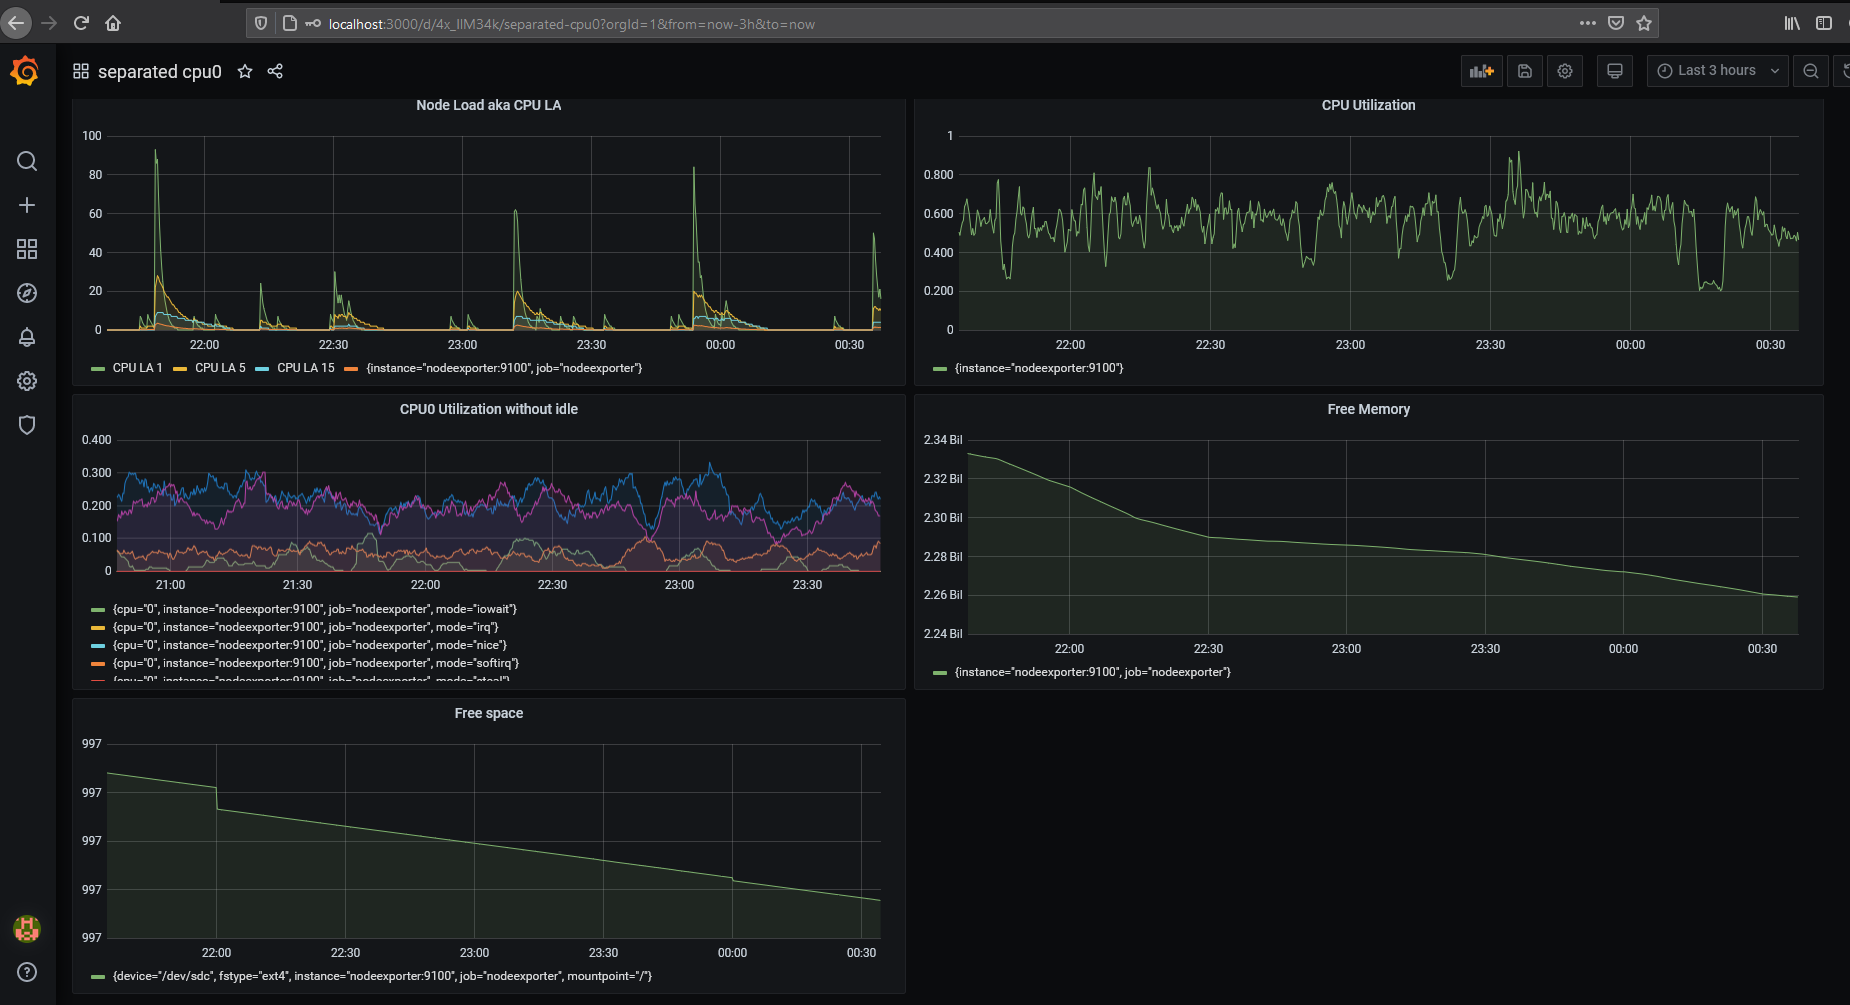 localhost:3000/d/4x_IlM34k/separated-cpu0?orgId=1&from=now-3h&to=now
separated cpu0
Last 3 hours
Node Load aka CPU LA
100
80
60
40
20
0
22:00 22:30 23:00 23:30 00:00 00:30
CPU LA 1 CPU LA 5 CPU LA 15 {instance="nodeexporter:9100", job="nodeexporter"}
CPU Utilization
1
0.800
0.600
0.400
0.200
0
22:00 22:30 23:00 23:30 00:00 00:30
{instance="nodeexporter:9100"}
CPU0 Utilization without idle
0.400
0.300
0.200
0.100
0
21:00 21:30 22:00 22:30 23:00 23:30
{cpu="0", instance="nodeexporter:9100", job="nodeexporter", mode="iowait"}
{cpu="0", instance="nodeexporter:9100", job="nodeexporter", mode="irq"}
{cpu="0", instance="nodeexporter:9100", job="nodeexporter", mode="nice"}
{cpu="0", instance="nodeexporter:9100", job="nodeexporter", mode="softirq"}
{cpu="0", instance="nodeexporter:9100", job="nodeexporter", mode="steal"}
Free Memory
2.34 Bil
2.32 Bil
2.30 Bil
2.28 Bil
2.26 Bil
2.24 Bil
22:00 22:30 23:00 23:30 00:00 00:30
{instance="nodeexporter:9100", job="nodeexporter"}
Free space
997
997
997
997
997
22:00 22:30 23:00 23:30 00:00 00:30
{device="/dev/sdc", fstype="ext4", instance="nodeexporter:9100", job="nodeexporter", mountpoint="/"}